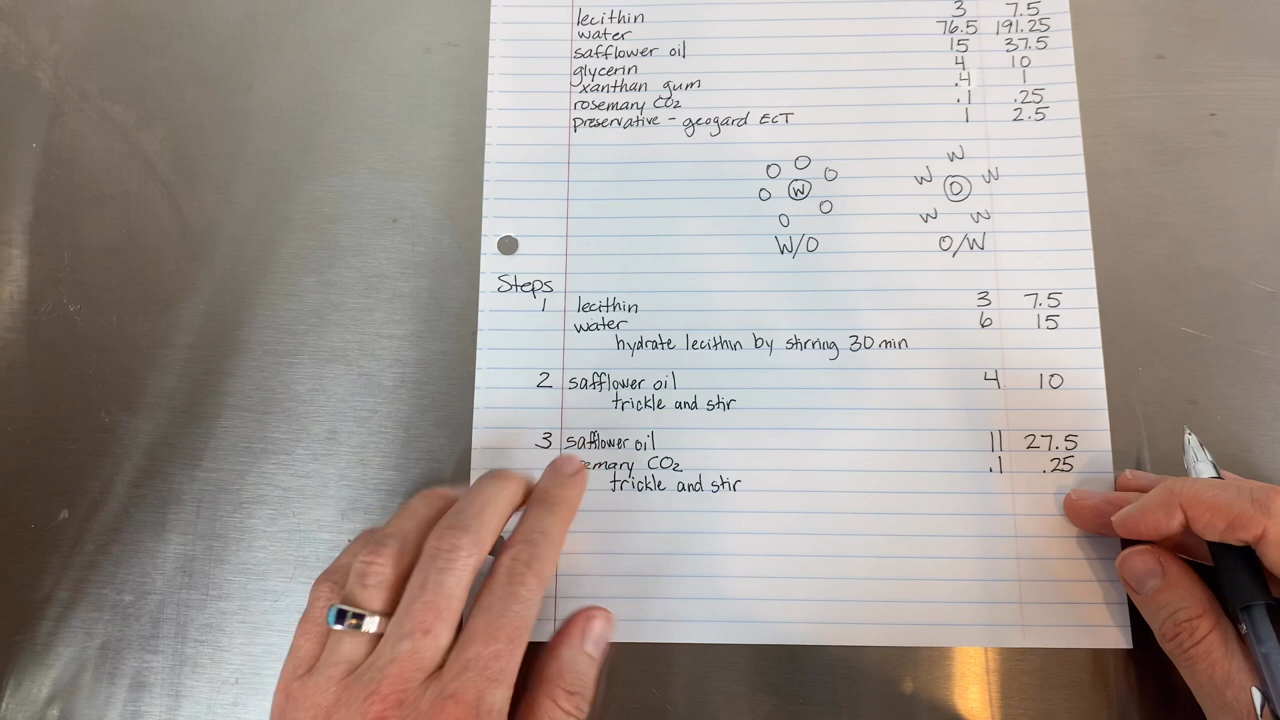 lecithin 3 7.5
water 76.5 191.25
safflower oil 15 37.5
glycerin 4 10
xanthan gum .4 1
rosemary CO2 .1 .25
preservative - geogard ECT 1 2.5
O O O O W O O
W W W O W W
W/O O/W
Steps
1 lecithin 3 7.5
water 6 15
hydrate lecithin by stirring 30 min
2 safflower oil 4 10
trickle and stir
3 safflower oil 11 27.5
emary CO2 .1 .25
trickle and stir